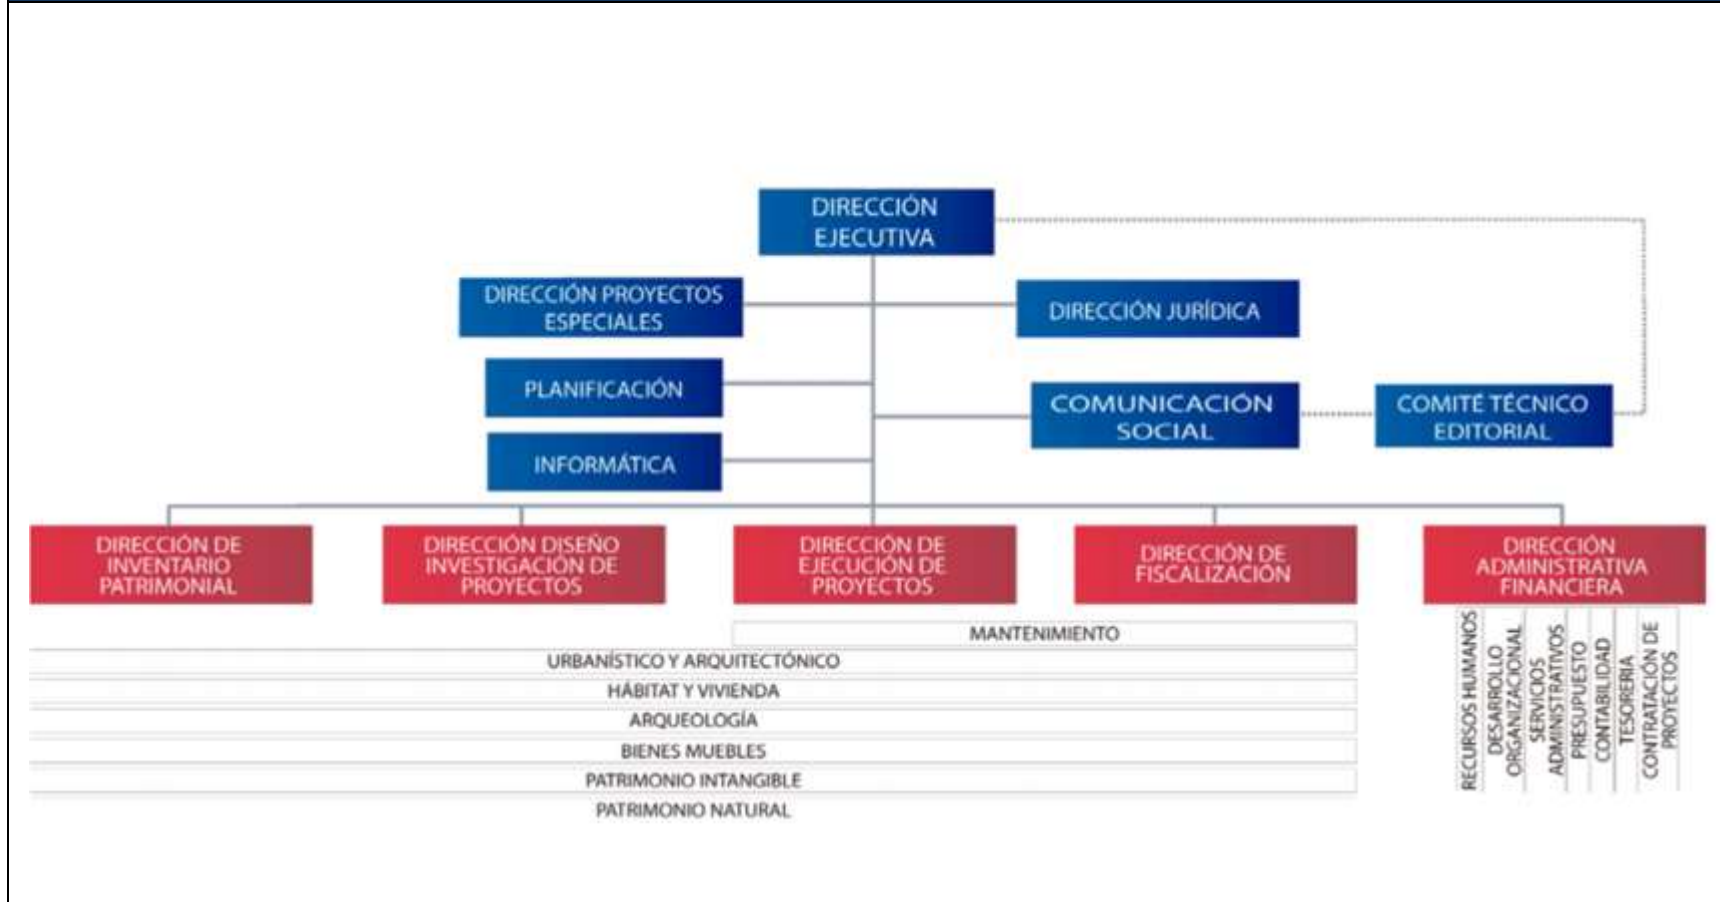 DIRECCIÓN
EJECUTIVA
DIRECCIÓN PROYECTOS
ESPECIALES
DIRECCIÓN JURÍDICA
PLANIFICACIÓN
COMUNICACIÓN
SOCIAL
COMITÉ TÉCNICO
EDITORIAL
INFORMÁTICA
DIRECCIÓN DE
INVENTARIO
PATRIMONIAL
DIRECCIÓN DISEÑO
INVESTIGACIÓN DE
PROYECTOS
DIRECCIÓN DE
EJECUCIÓN DE
PROYECTOS
DIRECCIÓN DE
FISCALIZACIÓN
DIRECCIÓN
ADMINISTRATIVA
FINANCIERA
MANTENIMIENTO
URBANÍSTICO Y ARQUITECTÓNICO
HÁBITAT Y VIVIENDA
ARQUEOLOGÍA
BIENES MUEBLES
PATRIMONIO INTANGIBLE
PATRIMONIO NATURAL
RECURSOS HUMANOS
DESARROLLO
ORGANIZACIONAL
SERVICIOS
ADMINISTRATIVOS
PRESUPUESTO
CONTABILIDAD
TESORERIA
CONTRATACIÓN DE
PROYECTOS